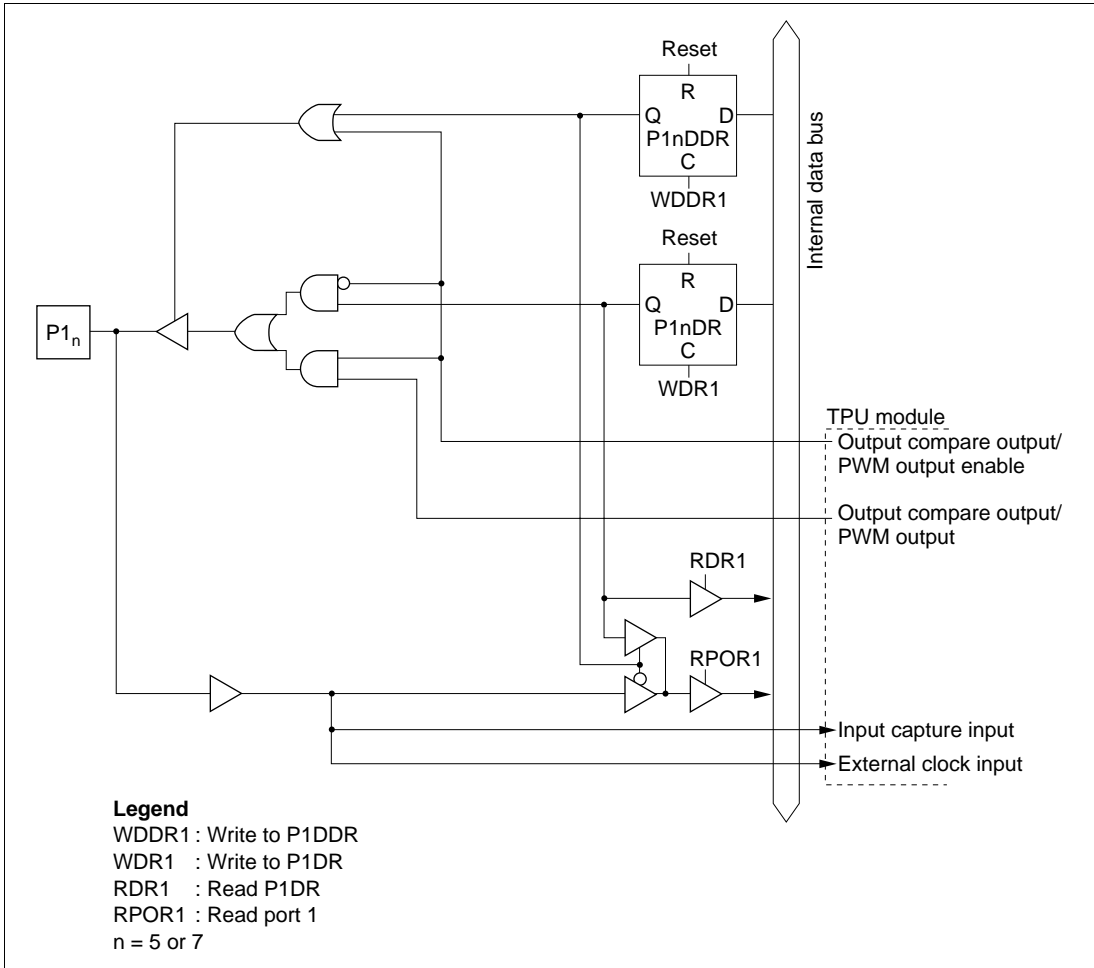 Reset
R
Q D
P1nDDR
C
WDDR1
Internal data bus
Reset
R
Q D
P1nDR
C
WDR1
P1n
TPU module
Output compare output/
PWM output enable
Output compare output/
PWM output
RDR1
RPOR1
Input capture input
External clock input
Legend
WDDR1 : Write to P1DDR
WDR1 : Write to P1DR
RDR1 : Read P1DR
RPOR1 : Read port 1
n = 5 or 7